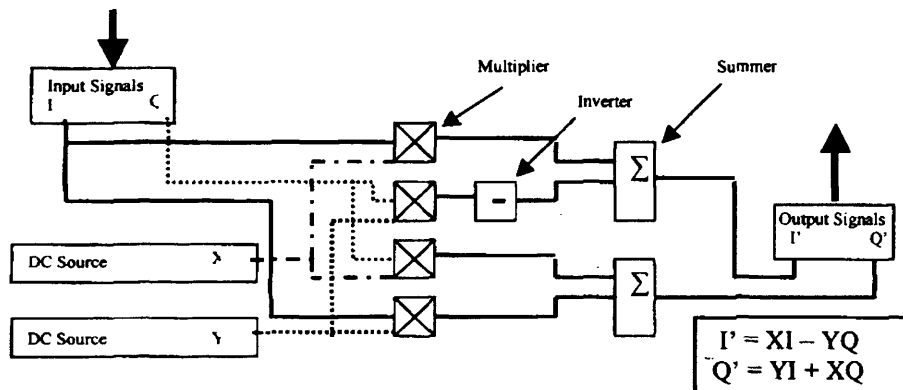 Multiplier
Summer
Input Signals
I
Inverter
Σ
-
Output Signals
I' Q'
DC Source X
Σ
DC Source Y
I' = XI – YQ
Q' = YI + XQ